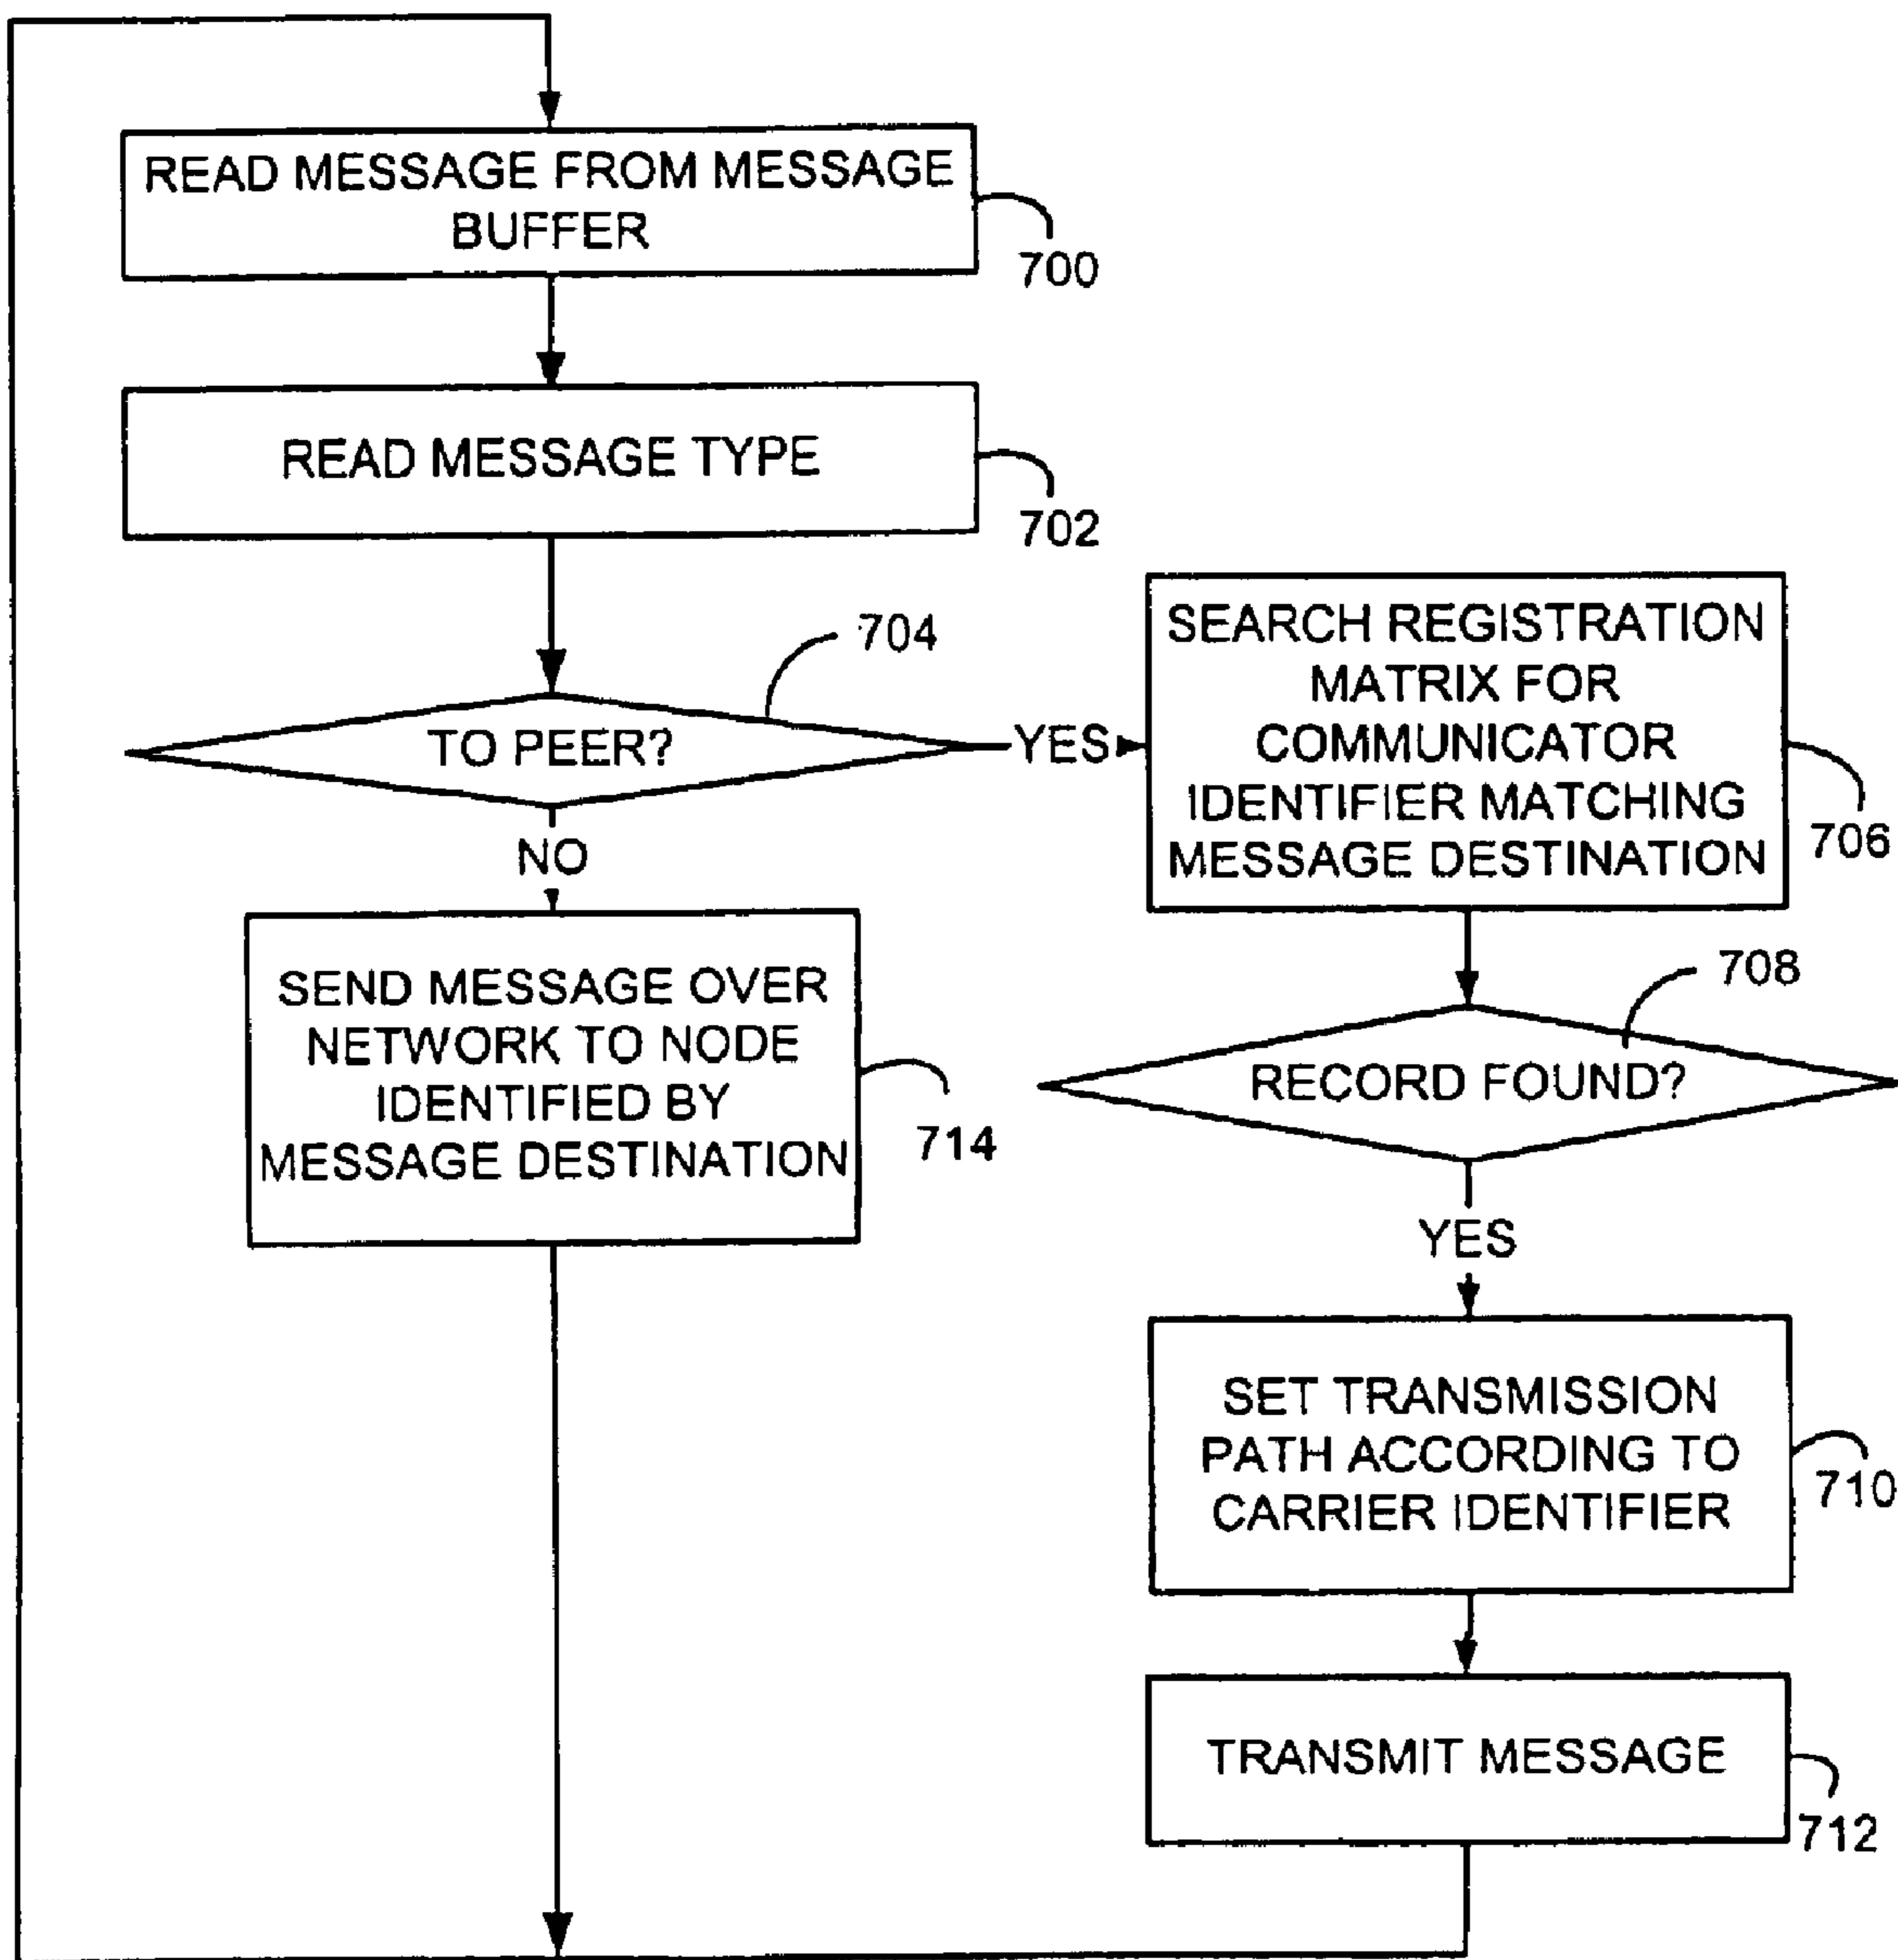 READ MESSAGE FROM MESSAGE
BUFFER
700
READ MESSAGE TYPE
702
704
TO PEER?
YES
NO
SEARCH REGISTRATION
MATRIX FOR
COMMUNICATOR
IDENTIFIER MATCHING
MESSAGE DESTINATION
706
SEND MESSAGE OVER
NETWORK TO NODE
IDENTIFIED BY
MESSAGE DESTINATION
714
708
RECORD FOUND?
YES
SET TRANSMISSION
PATH ACCORDING TO
CARRIER IDENTIFIER
710
TRANSMIT MESSAGE
712